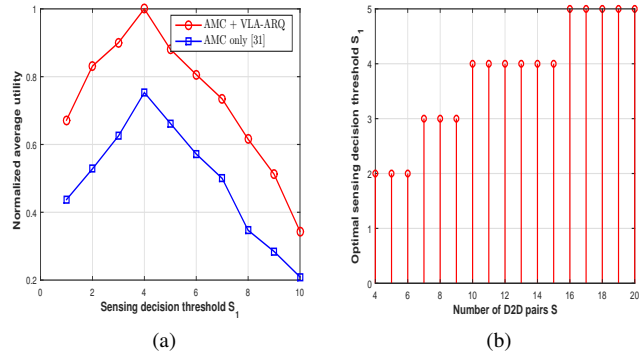 AMC + VLA-ARQ
AMC only [31]
Normalized average utility
1
0.8
0.6
0.4
0.2
0 2 4 6 8 10
Sensing decision threshold S1
(a)
Optimal sensing decision threshold S1
5
4
3
2
1
0
4 6 8 10 12 14 16 18 20
Number of D2D pairs S
(b)